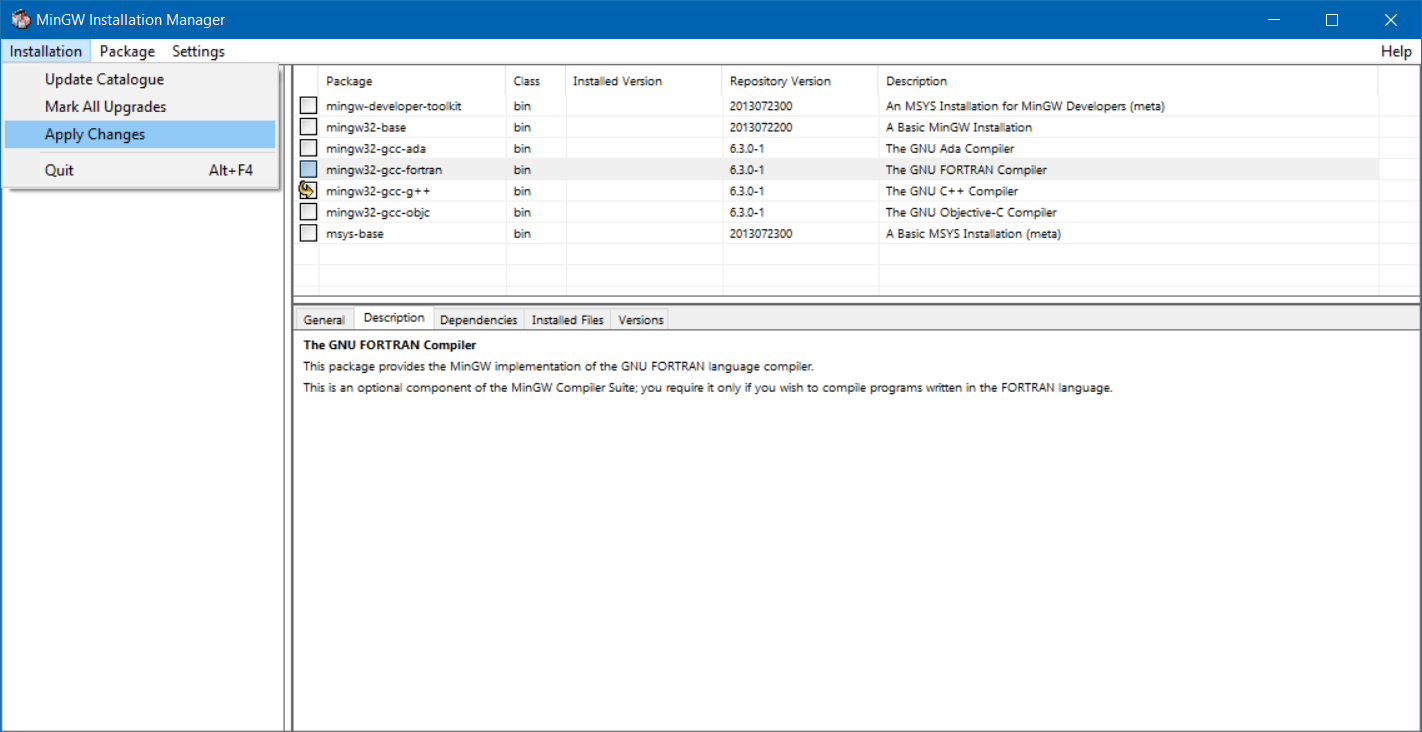 MinGW Installation Manager
Installation Package Settings Help
Update Catalogue
Mark All Upgrades
Apply Changes
Quit Alt+F4
Package Class Installed Version Repository Version Description
mingw-developer-toolkit bin 2013072300 An MSYS Installation for MinGW Developers (meta)
mingw32-base bin 2013072200 A Basic MinGW Installation
mingw32-gcc-ada bin 6.3.0-1 The GNU Ada Compiler
mingw32-gcc-fortran bin 6.3.0-1 The GNU FORTRAN Compiler
mingw32-gcc-g++ bin 6.3.0-1 The GNU C++ Compiler
mingw32-gcc-objc bin 6.3.0-1 The GNU Objective-C Compiler
msys-base bin 2013072300 A Basic MSYS Installation (meta)
General Description Dependencies Installed Files Versions
The GNU FORTRAN Compiler
This package provides the MinGW implementation of the GNU FORTRAN language compiler.
This is an optional component of the MinGW Compiler Suite; you require it only if you wish to compile programs written in the FORTRAN language.